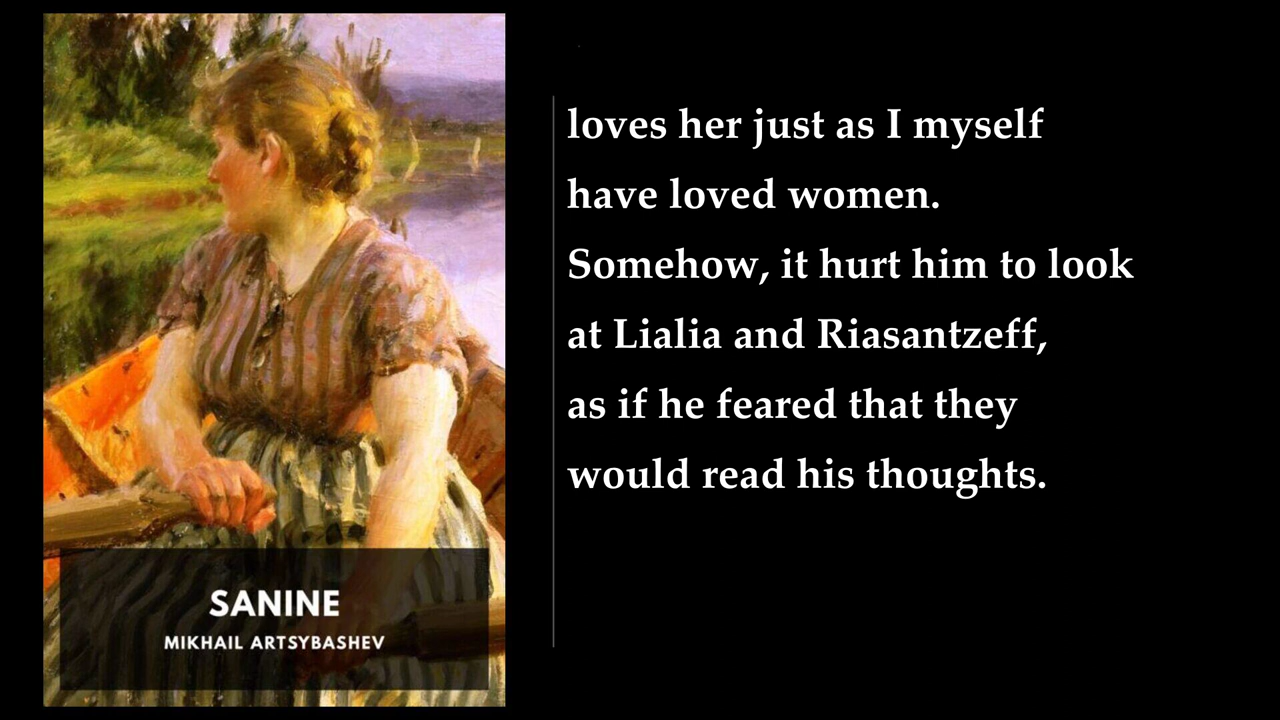 SANINE
MIKHAIL ARTSYBASHEV
loves her just as I myself
have loved women.
Somehow, it hurt him to look
at Lialia and Riasantzeff,
as if he feared that they
would read his thoughts.